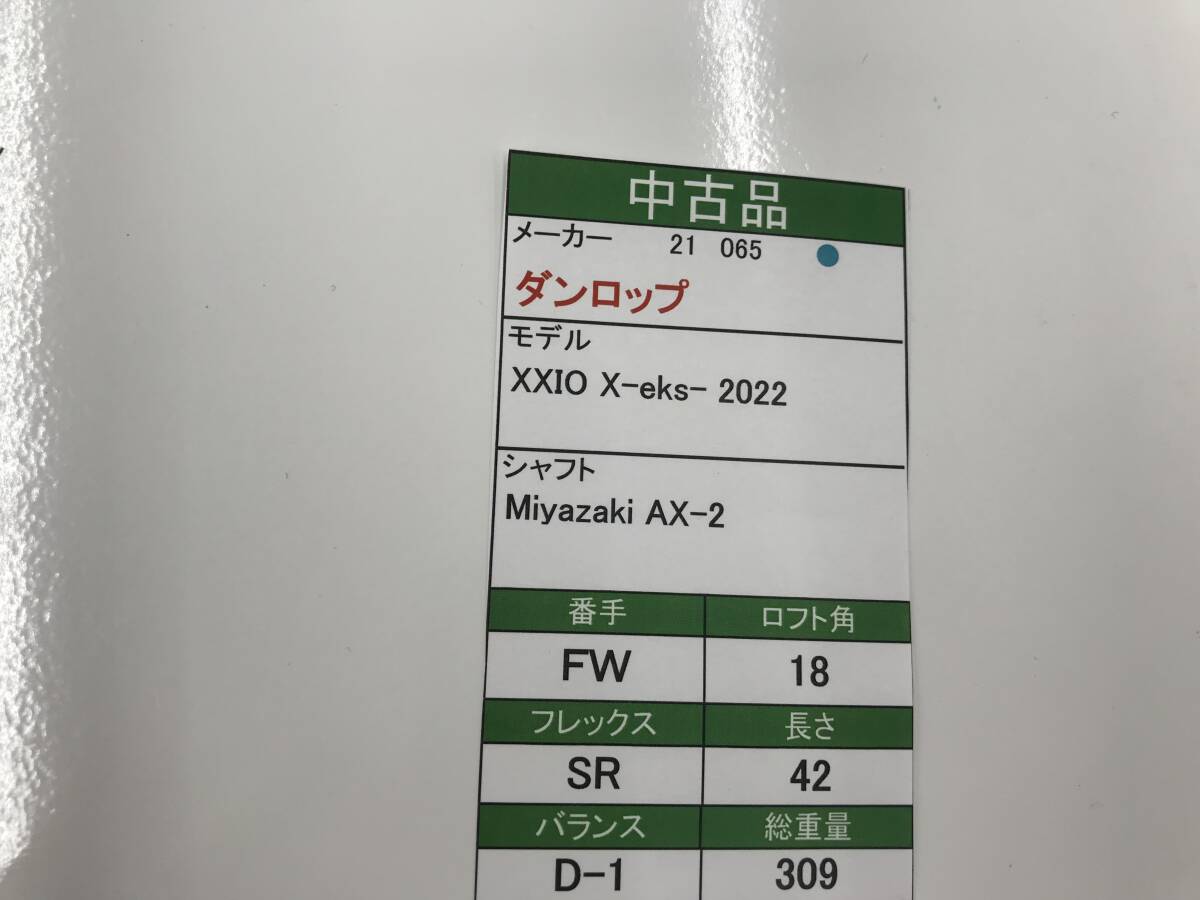 中古品
メーカー 21 065
ダンロップ
モデル
XXIO X-eks- 2022
シャフト
Miyazaki AX-2
番手 ロフト角
FW 18
フレックス 長さ
SR 42
バランス 総重量
D-1 309